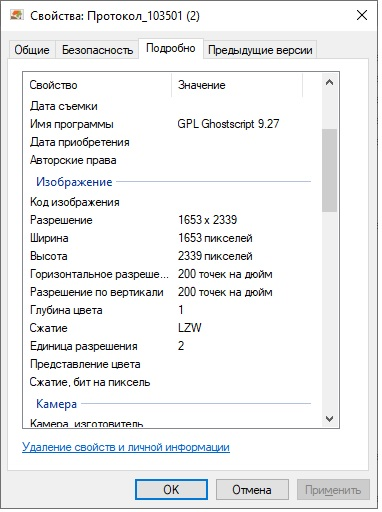 Свойства: Протокол_103501 (2)
Общие Безопасность Подробно Предыдущие версии
Свойство Значение
Дата съемки
Имя программы GPL Ghostscript 9.27
Дата приобретения
Авторские права
Изображение
Код изображения
Разрешение 1653 x 2339
Ширина 1653 пикселей
Высота 2339 пикселей
Горизонтальное разреше... 200 точек на дюйм
Разрешение по вертикали 200 точек на дюйм
Глубина цвета 1
Сжатие LZW
Единица разрешения 2
Представление цвета
Сжатие, бит на пиксель
Камера
Камера, изготовитель
Удаление свойств и личной информации
OK Отмена Применить